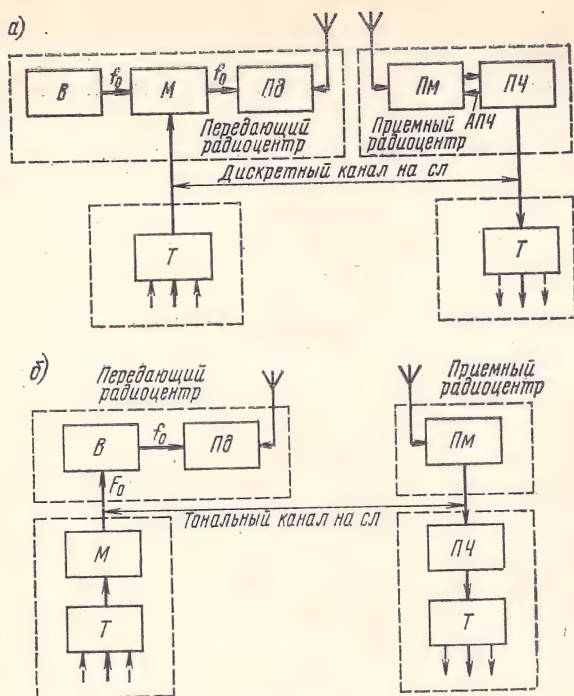 а)
В
f₀
М
f₀
Пд
Передающий
радиоцентр
Пм
ПЧ
АПЧ
Приемный
радиоцентр
Дискретный канал на сл
Т
Т
б)
Передающий
радиоцентр
В
f₀
Пд
F₀
Приемный
радиоцентр
Пм
Тональный канал на сл
М
Т
ПЧ
Т